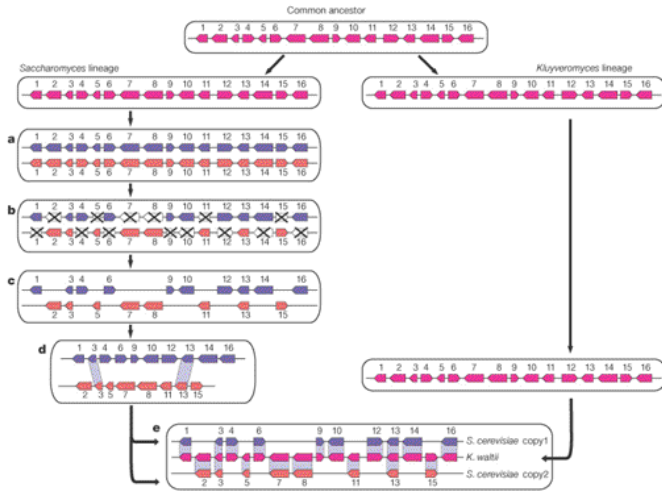 Common ancestor
1 2 3 4 5 6 7 8 9 10 11 12 13 14 15 16
Saccharomyces lineage
Kluyveromyces lineage
1 2 3 4 5 6 7 8 9 10 11 12 13 14 15 16
1 2 3 4 5 6 7 8 9 10 11 12 13 14 15 16
a
1 2 3 4 5 6 7 8 9 10 11 12 13 14 15 16
1 2 3 4 5 6 7 8 9 10 11 12 13 14 15 16
b
1 2 3 4 5 6 7 8 9 10 11 12 13 14 15 16
1 2 3 4 5 6 7 8 9 10 11 12 13 14 15 16
c
1 3 4 6 9 10 12 13 14 16
2 3 5 7 8 11 13 15
d
1 3 4 6 9 10 12 13 14 16
2 3 5 7 8 11 13 15
1 2 3 4 5 6 7 8 9 10 11 12 13 14 15 16
e
1 3 4 6 9 10 12 13 14 16
S. cerevisiae copy1
K. waltii
S. cerevisiae copy2
2 3 5 7 8 11 13 15